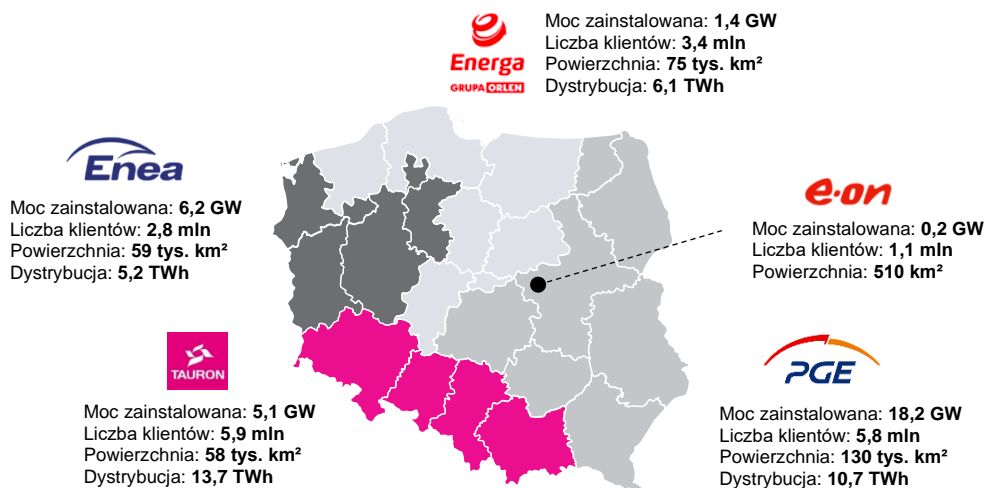 Energa
GRUPA ORLEN
Moc zainstalowana: 1,4 GW
Liczba klientów: 3,4 mln
Powierzchnia: 75 tys. km²
Dystrybucja: 6,1 TWh
Enea
Moc zainstalowana: 6,2 GW
Liczba klientów: 2,8 mln
Powierzchnia: 59 tys. km²
Dystrybucja: 5,2 TWh
e·on
Moc zainstalowana: 0,2 GW
Liczba klientów: 1,1 mln
Powierzchnia: 510 km²
TAURON
Moc zainstalowana: 5,1 GW
Liczba klientów: 5,9 mln
Powierzchnia: 58 tys. km²
Dystrybucja: 13,7 TWh
PGE
Moc zainstalowana: 18,2 GW
Liczba klientów: 5,8 mln
Powierzchnia: 130 tys. km²
Dystrybucja: 10,7 TWh